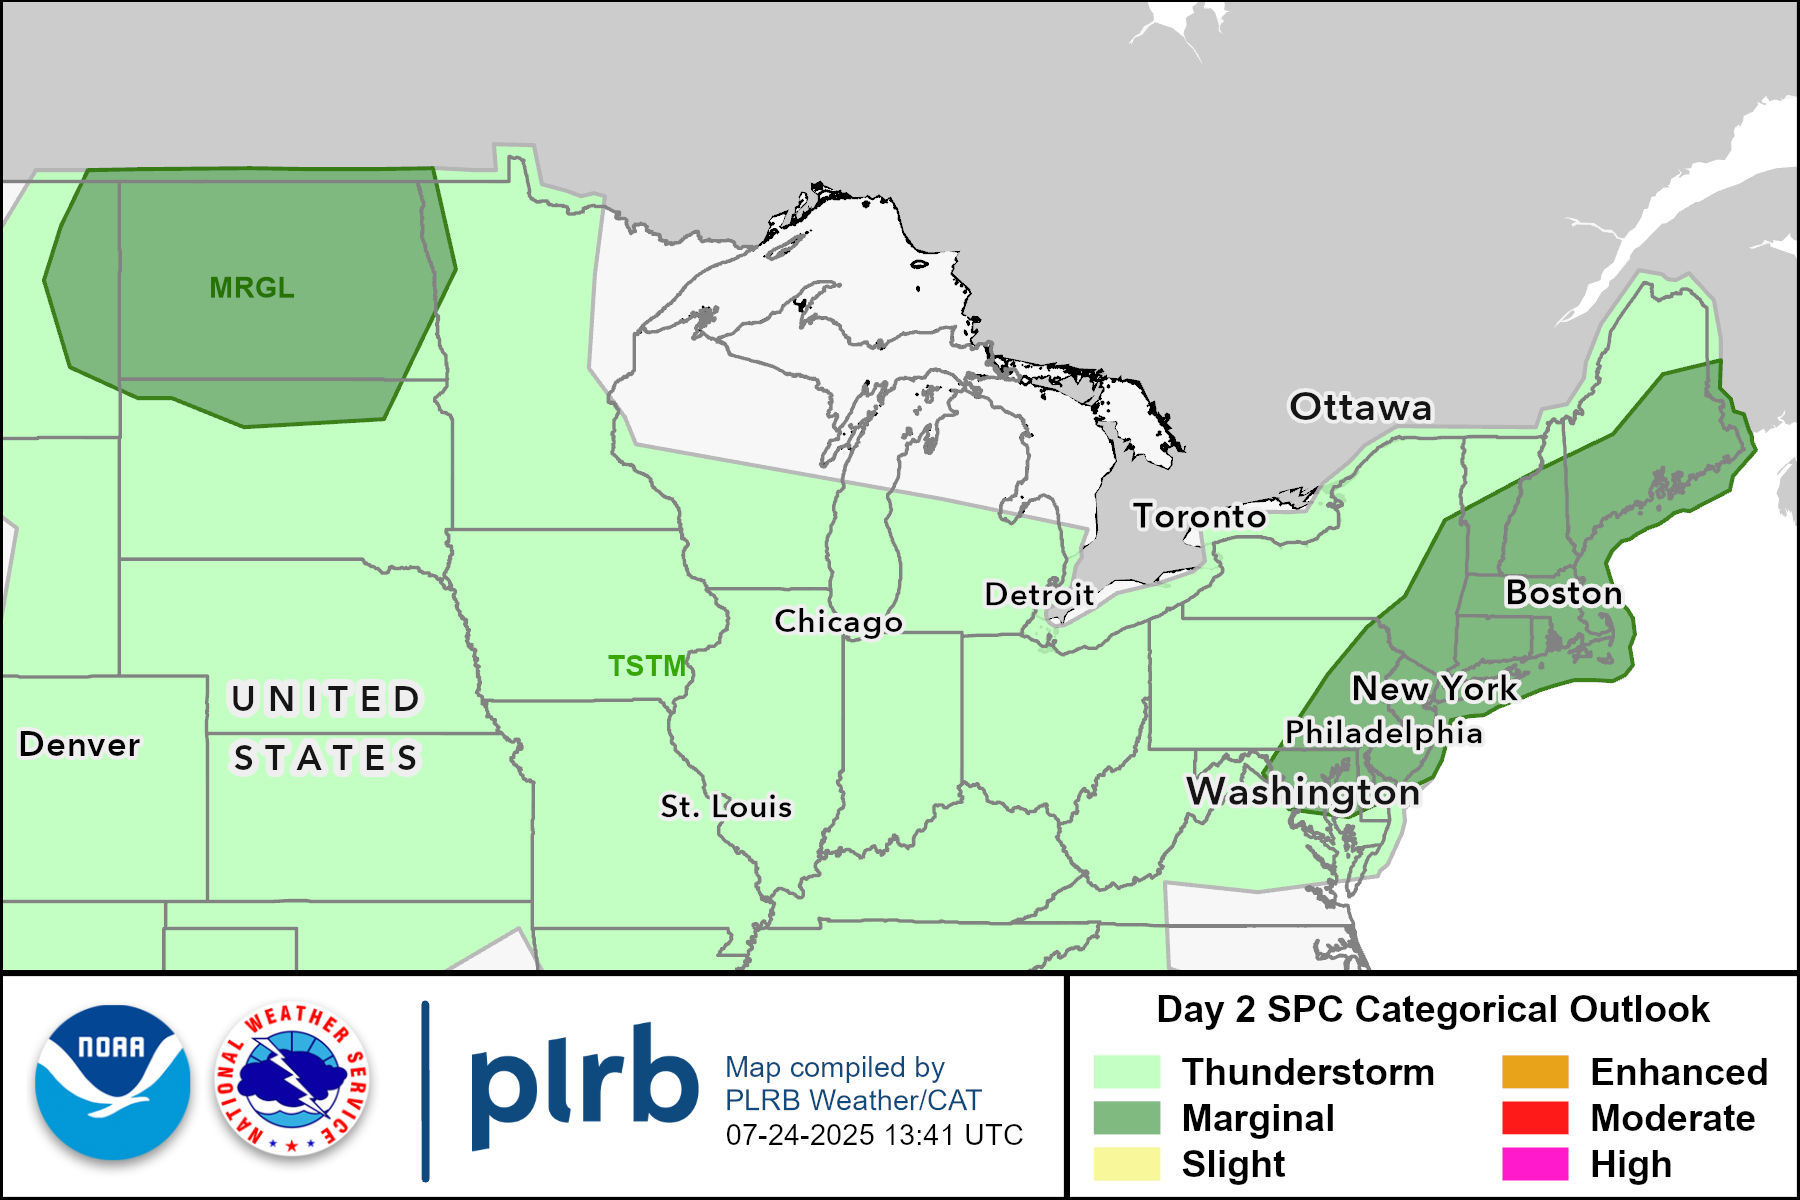 MRGL
Ottawa
Toronto
Detroit
Boston
Chicago
TSTM
New York
UNITED
STATES
Philadelphia
Denver
Washington
St. Louis
NOAA
NATIONAL WEATHER SERVICE
plrb
Map compiled by
PLRB Weather/CAT
07-24-2025 13:41 UTC
Day 2 SPC Categorical Outlook
Thunderstorm
Marginal
Slight
Enhanced
Moderate
High